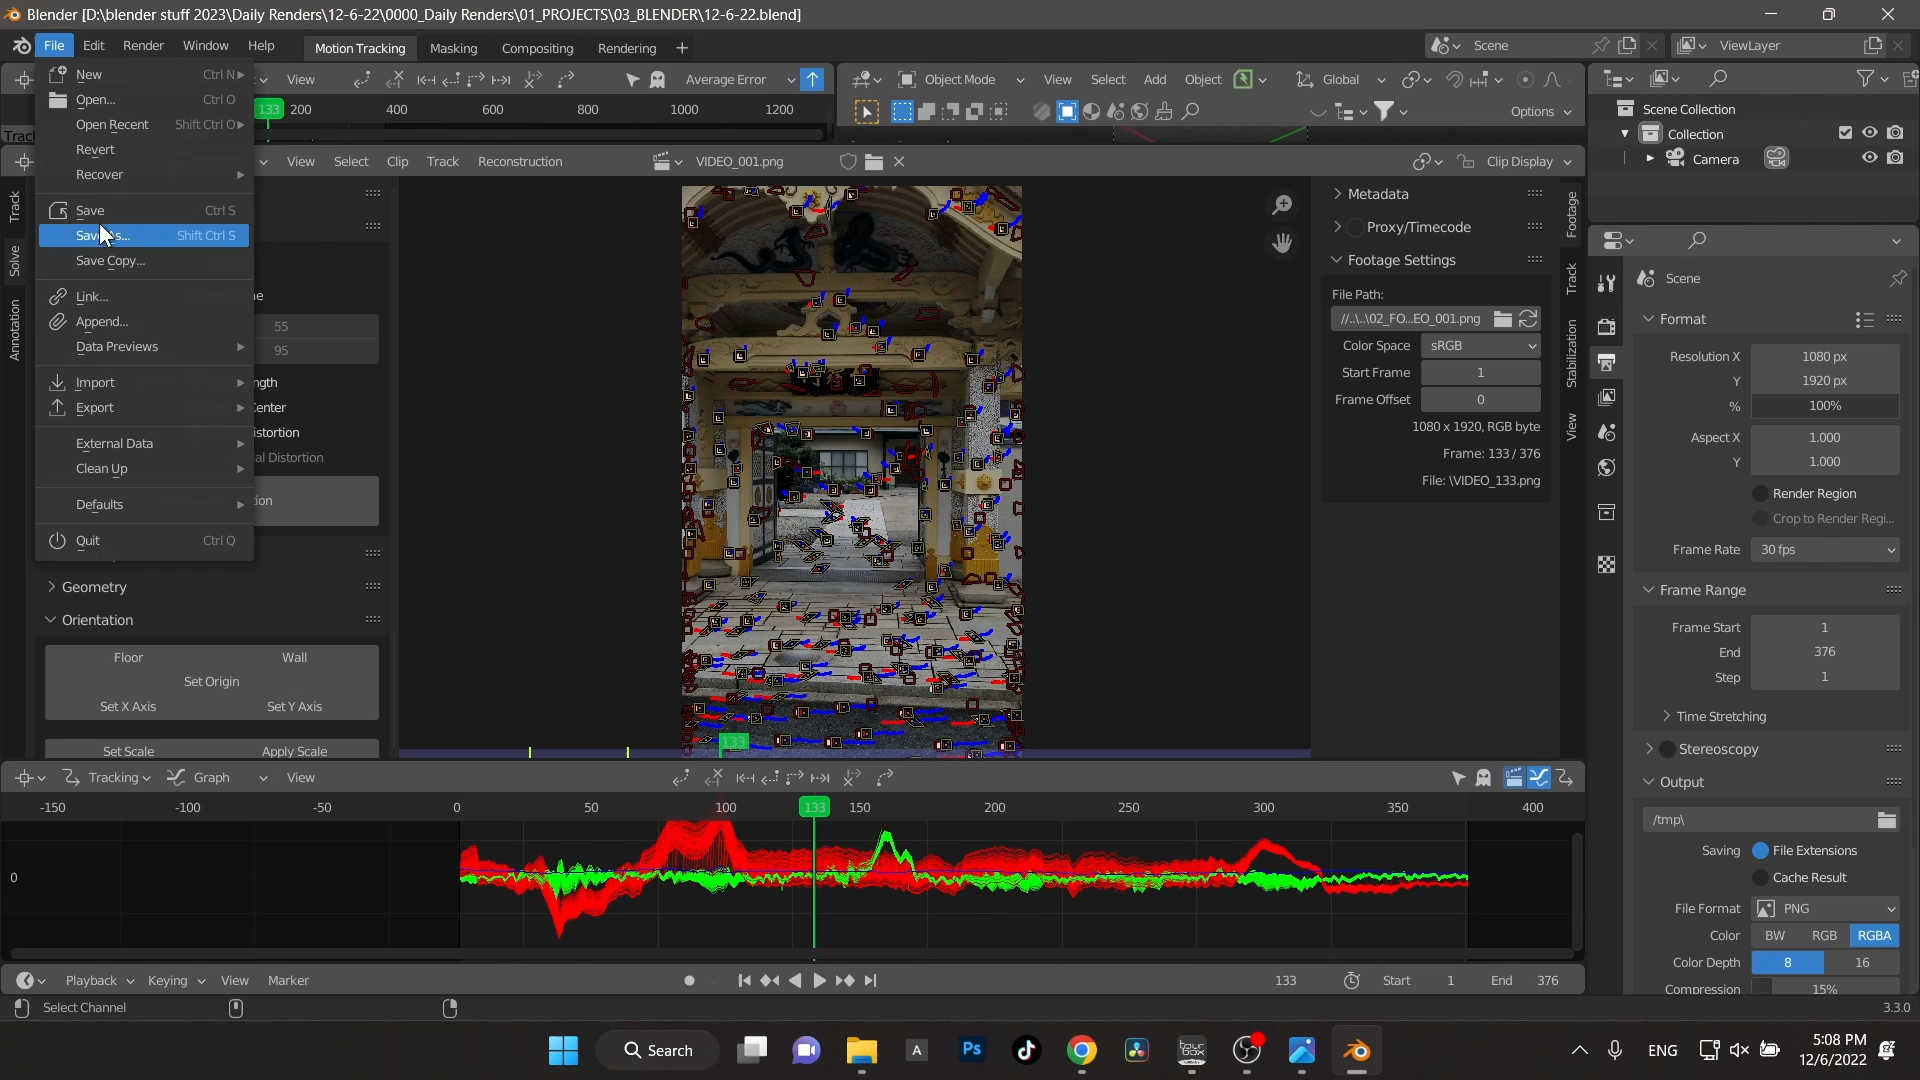 Blender [D:\blender stuff 2023\Daily Renders\12-6-22\0000_Daily Renders\01_PROJECTS\03_BLENDER\12-6-22.blend]
File Edit Render Window Help Motion Tracking Masking Compositing Rendering + Scene ViewLayer
View Average Error Object Mode View Select Add Object Global
133 200 400 600 800 1000 1200 Options
New Ctrl N
Open... Ctrl O
Open Recent Shift Ctrl O
Revert
Recover
Save Ctrl S
Shift Ctrl S
Save Copy...
Link...
Append...
Data Previews
Import
Export
External Data
Clean Up
Defaults
Quit Ctrl Q
View Select Clip Track Reconstruction VIDEO_001.png Clip Display
Track
Solve
Annotation
55
95
Geometry
Orientation
Floor Wall
Set Origin
Set X Axis Set Y Axis
Set Scale Apply Scale
133
Metadata
Proxy/Timecode
Footage Settings
File Path:
//..\..\02_FO...EO_001.png
Color Space sRGB
Start Frame 1
Frame Offset 0
1080 x 1920, RGB byte
Frame: 133 / 376
File: \VIDEO_133.png
Footage
Track
Stabilization
View
Scene Collection
Collection
Camera
Scene
Format
Resolution X 1080 px
Y 1920 px
% 100%
Aspect X 1.000
Y 1.000
Render Region
Crop to Render Regi...
Frame Rate 30 fps
Frame Range
Frame Start 1
End 376
Step 1
Time Stretching
Stereoscopy
Output
/tmp\
Saving File Extensions
Cache Result
File Format PNG
Color BW RGB RGBA
Color Depth 8 16
Compression 15%
Tracking Graph View
-150 -100 -50 0 50 100 133 150 200 250 300 350 400
0
Playback Keying View Marker 133 Start 1 End 376
Select Channel 3.3.0
Search A Ps ENG 5:08 PM
12/6/2022